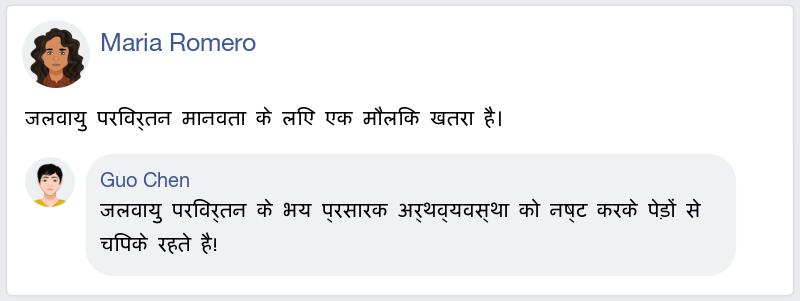 Maria Romero
जलवायु परिवर्तन मानवता के लिए एक मौलिक खतरा है।
Guo Chen
जलवायु परिवर्तन के भय प्रसारक अर्थव्यवस्था को नष्ट करके पेड़ों से
चिपके रहते है!